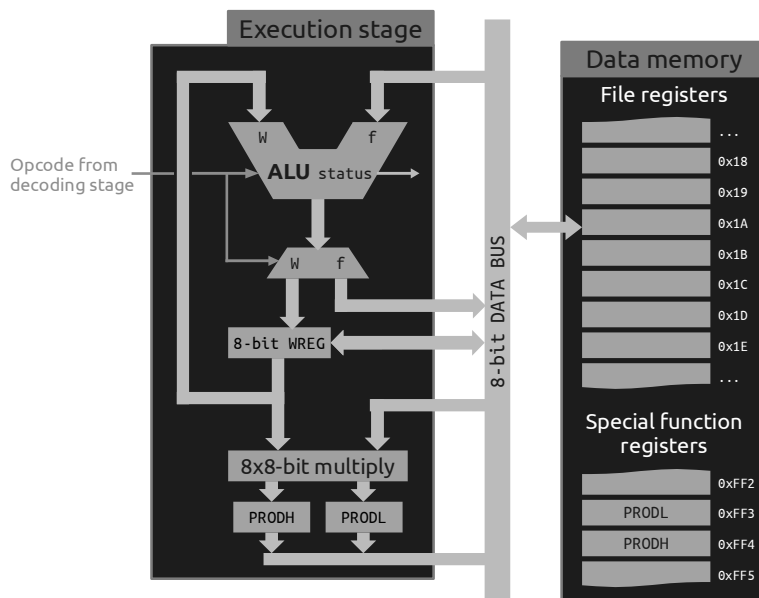 Execution stage
W
f
Opcode from
decoding stage
ALU status
W
f
8-bit WREG
8x8-bit multiply
PRODH
PRODL
8-bit DATA BUS
Data memory
File registers
...
0x18
0x19
0x1A
0x1B
0x1C
0x1D
0x1E
...
Special function
registers
0xFF2
PRODL
0xFF3
PRODH
0xFF4
0xFF5